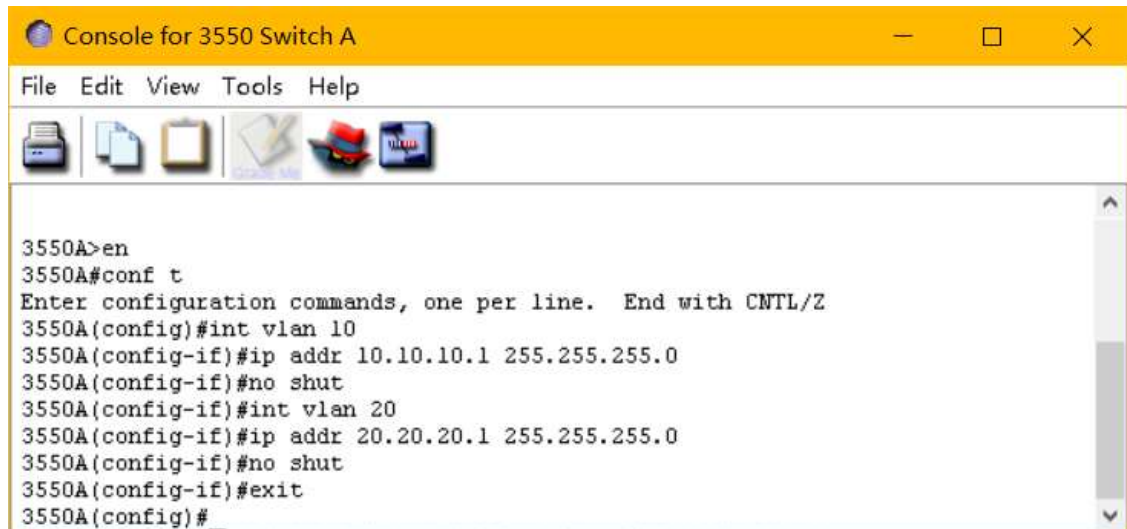 Console for 3550 Switch A
File Edit View Tools Help
Grade Me
3550A>en
3550A#conf t
Enter configuration commands, one per line.  End with CNTL/Z
3550A(config)#int vlan 10
3550A(config-if)#ip addr 10.10.10.1 255.255.255.0
3550A(config-if)#no shut
3550A(config-if)#int vlan 20
3550A(config-if)#ip addr 20.20.20.1 255.255.255.0
3550A(config-if)#no shut
3550A(config-if)#exit
3550A(config)#